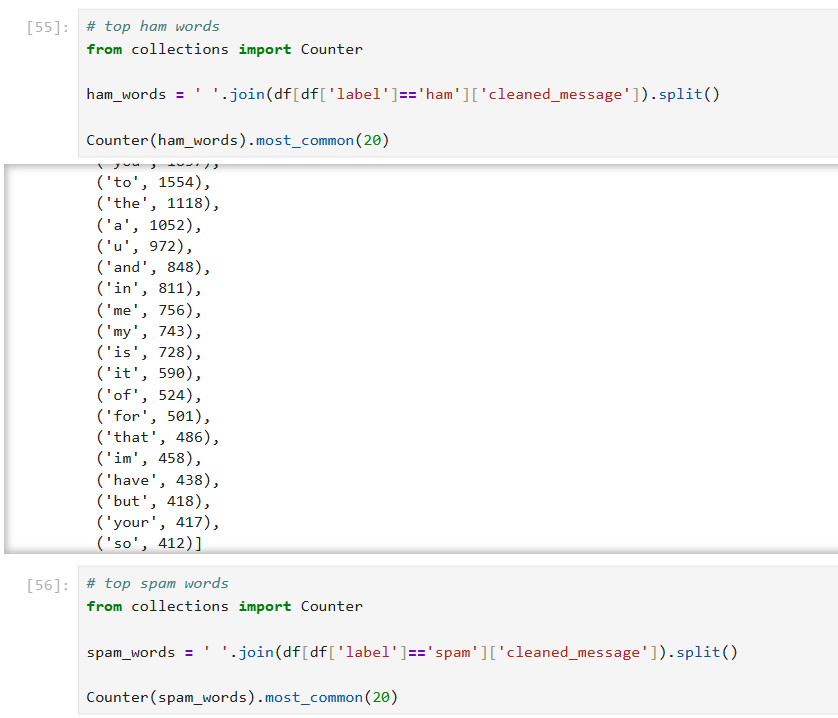 [55]: # top ham words
from collections import Counter
ham_words = ' '.join(df[df['label']=='ham']['cleaned_message']).split()
Counter(ham_words).most_common(20)
('to', 1554),
('the', 1118),
('a', 1052),
('u', 972),
('and', 848),
('in', 811),
('me', 756),
('my', 743),
('is', 728),
('it', 590),
('of', 524),
('for', 501),
('that', 486),
('im', 458),
('have', 438),
('but', 418),
('your', 417),
('so', 412)]
[56]: # top spam words
from collections import Counter
spam_words = ' '.join(df[df['label']=='spam']['cleaned_message']).split()
Counter(spam_words).most_common(20)